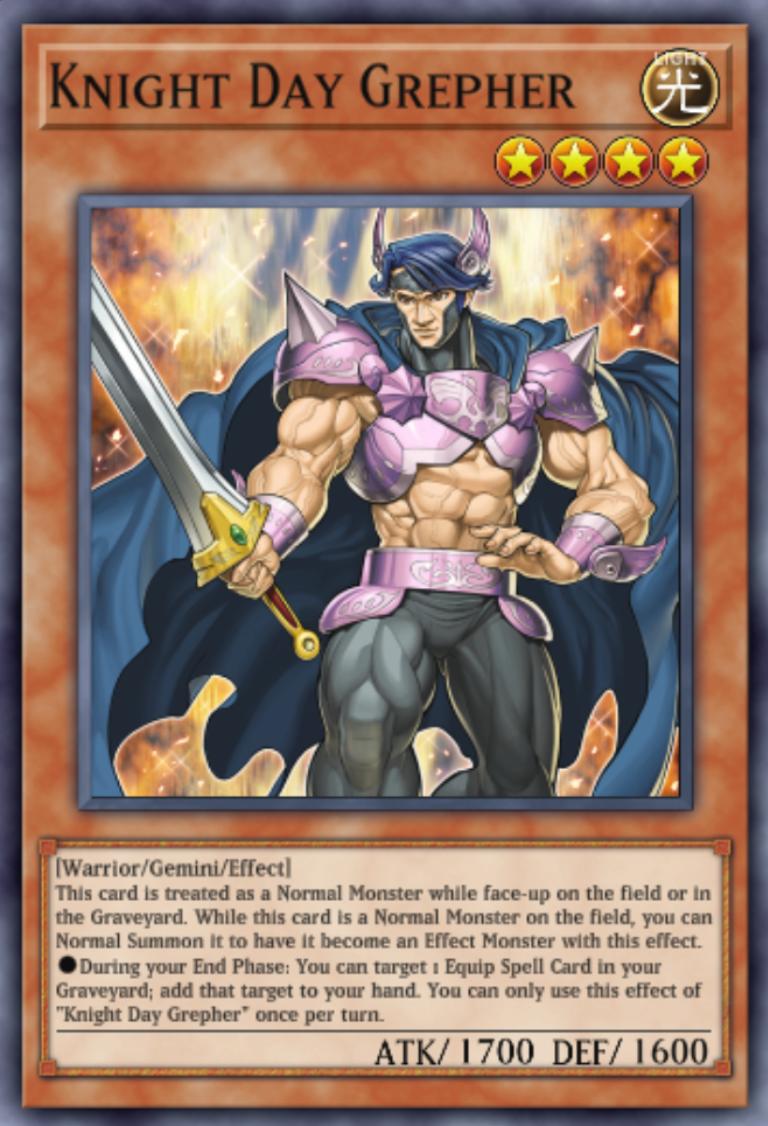 KNIGHT DAY GREPHER
LIGHT
光
[Warrior/Gemini/Effect]
This card is treated as a Normal Monster while face-up on the field or in
the Graveyard. While this card is a Normal Monster on the field, you can
Normal Summon it to have it become an Effect Monster with this effect.
●During your End Phase: You can target 1 Equip Spell Card in your
Graveyard; add that target to your hand. You can only use this effect of
"Knight Day Grepher" once per turn.
ATK/ 1700 DEF/ 1600